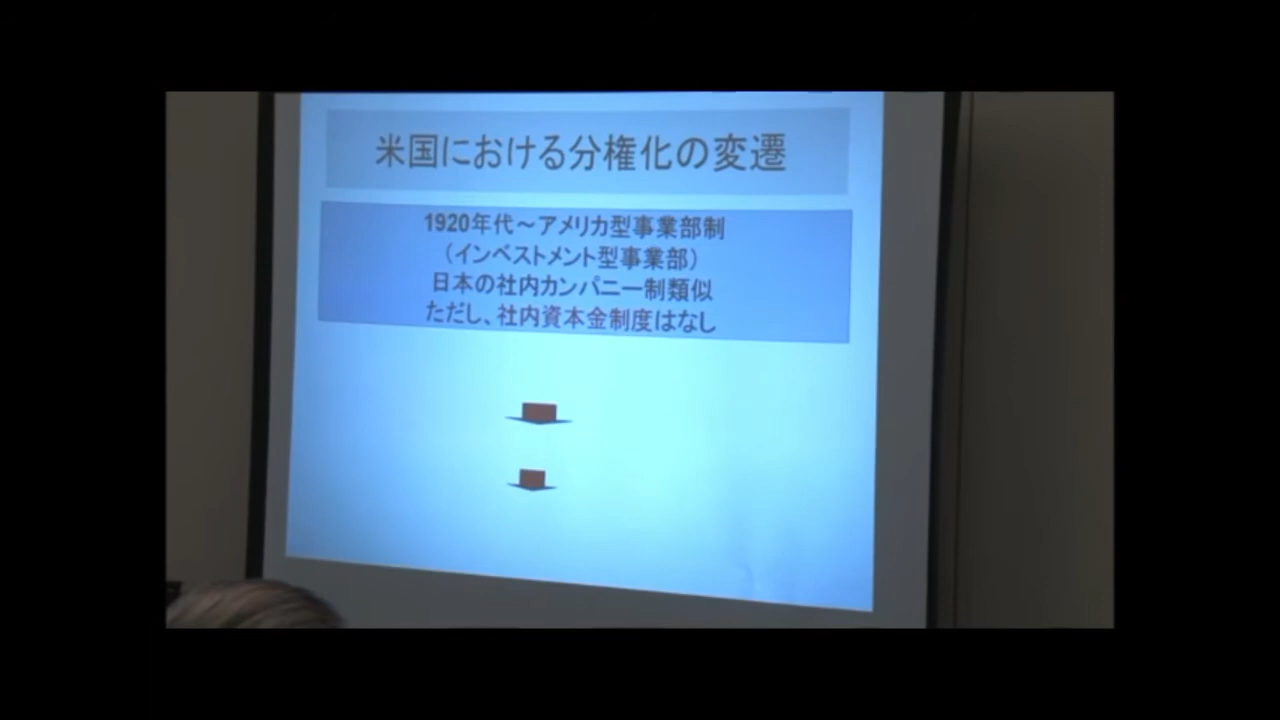 米国における分権化の変遷
1920年代～アメリカ型事業部制
（インベストメント型事業部）
日本の社内カンパニー制類似
ただし、社内資本金制度はなし